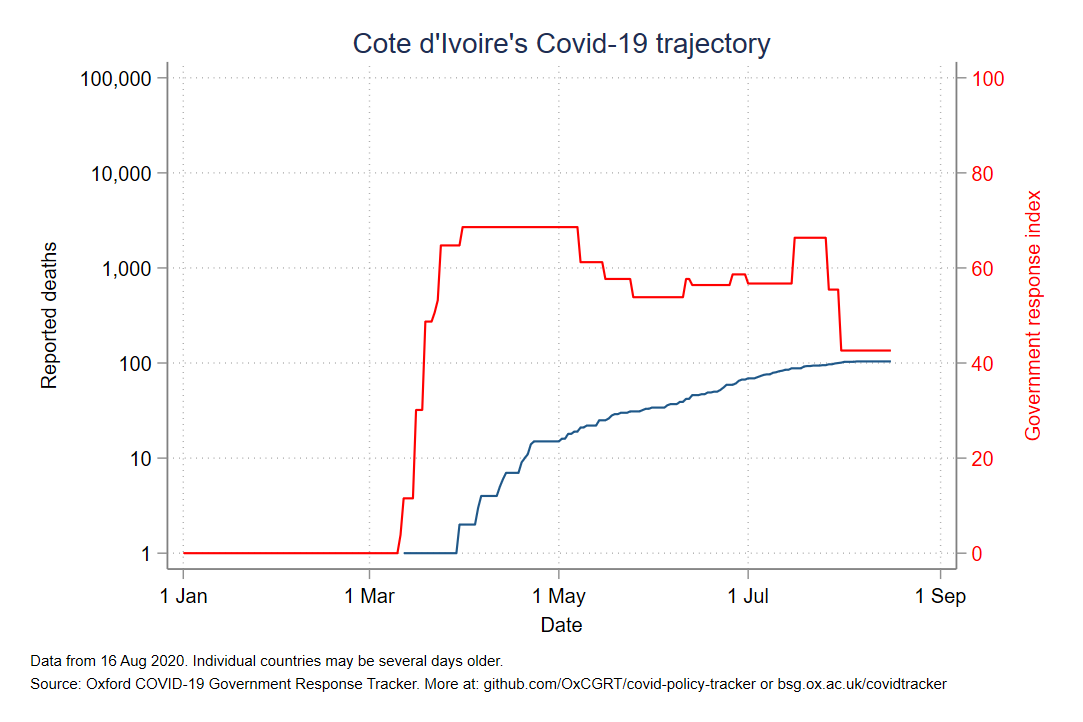 Cote d'Ivoire's Covid-19 trajectory
100,000
10,000
1,000
100
10
1
Reported deaths
100
80
60
40
20
0
Government response index
1 Jan
1 Mar
1 May
1 Jul
1 Sep
Date
Data from 16 Aug 2020. Individual countries may be several days older.
Source: Oxford COVID-19 Government Response Tracker. More at: github.com/OxCGRT/covid-policy-tracker or bsg.ox.ac.uk/covidtracker